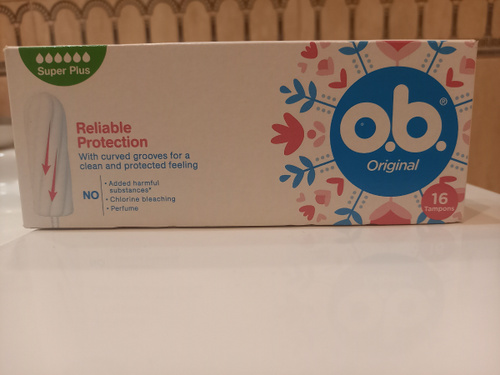 Super Plus
Reliable
Protection
With curved grooves for a
clean and protected feeling
NO
• Added harmful
substances*
• Chlorine bleaching
• Perfume
o.b.®
Original
16
Tampons